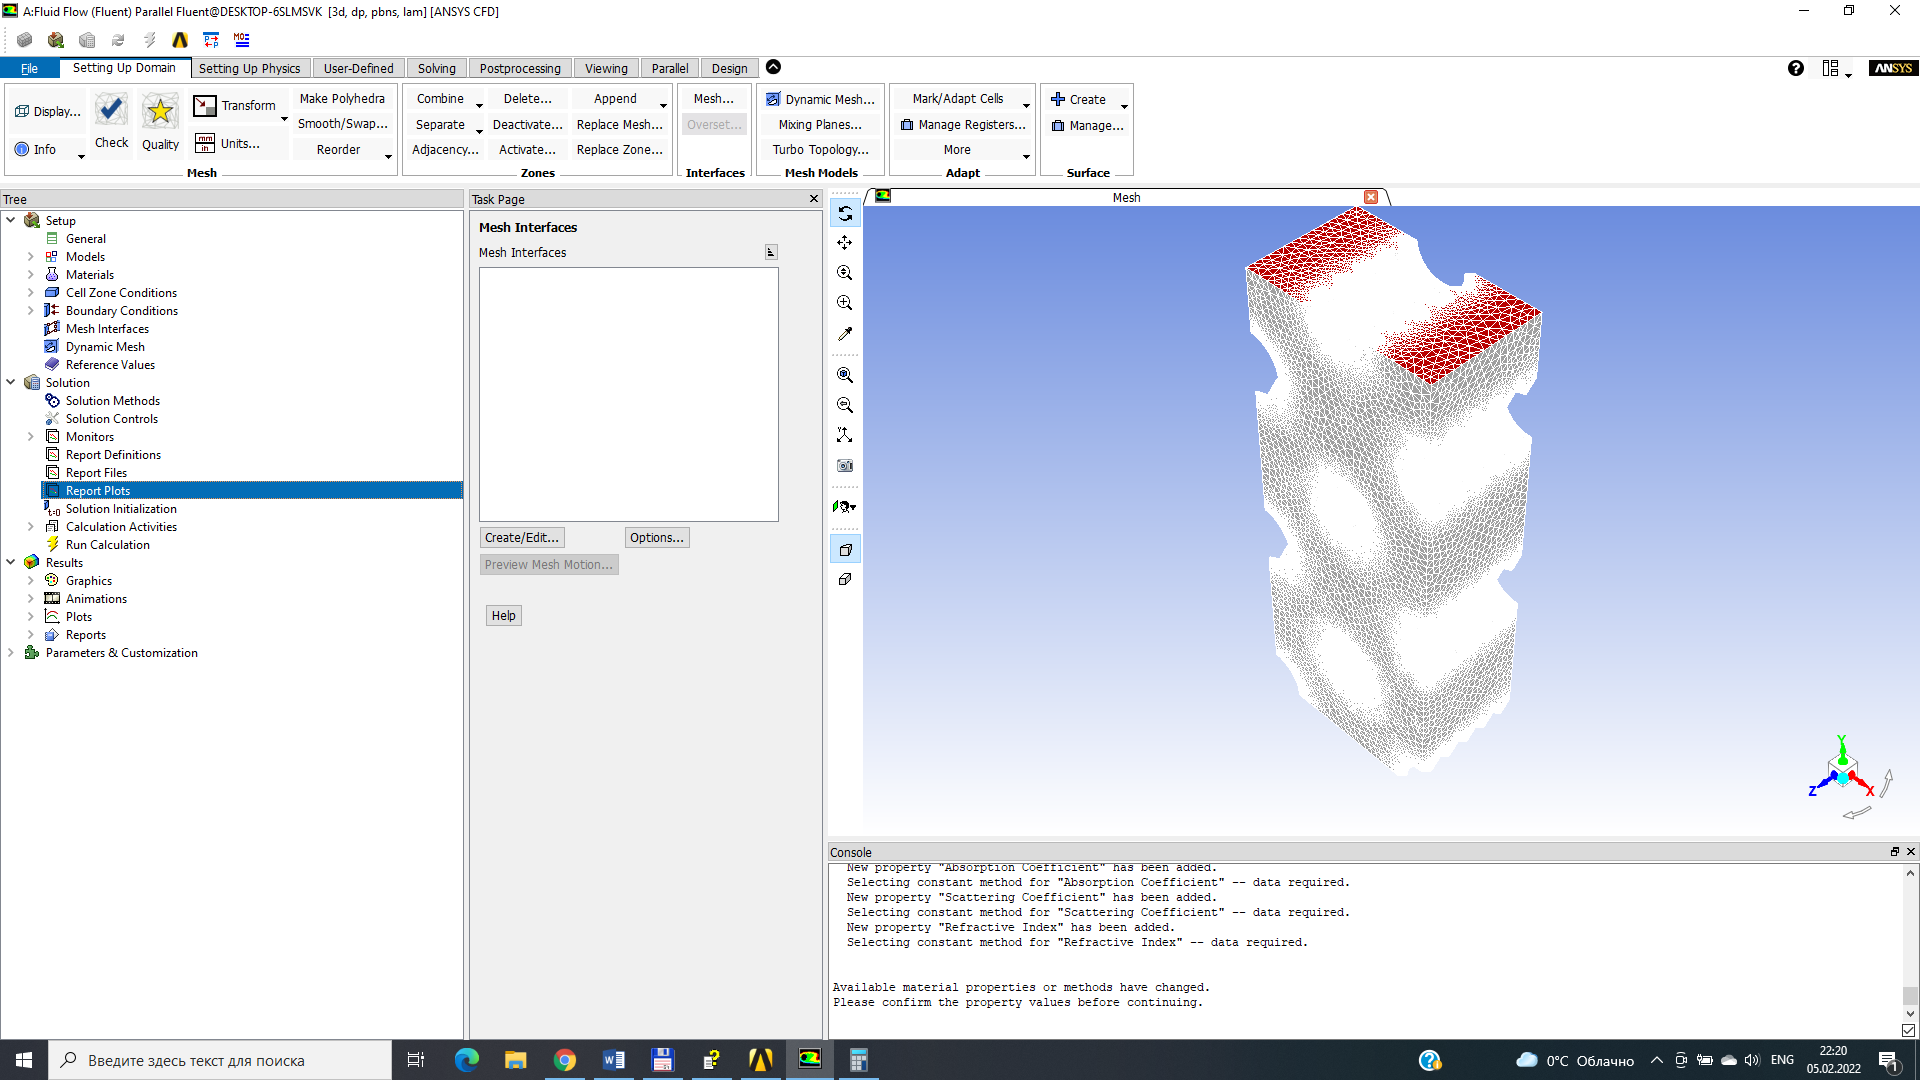 A:Fluid Flow (Fluent) Parallel Fluent@DESKTOP-6SLMSVK [3d, dp, pbns, lam] [ANSYS CFD]
File
Setting Up Domain
Setting Up Physics
User-Defined
Solving
Postprocessing
Viewing
Parallel
Design
ANSYS
Display...
Info
Check
Quality
Transform
Units...
Make Polyhedra
Smooth/Swap...
Reorder
Mesh
Combine
Separate
Adjacency...
Delete...
Deactivate...
Activate...
Append
Replace Mesh...
Replace Zone...
Zones
Mesh...
Overset...
Interfaces
Dynamic Mesh...
Mixing Planes...
Turbo Topology...
Mesh Models
Mark/Adapt Cells
Manage Registers...
More
Adapt
Create
Manage...
Surface
Tree
Setup
General
Models
Materials
Cell Zone Conditions
Boundary Conditions
Mesh Interfaces
Dynamic Mesh
Reference Values
Solution
Solution Methods
Solution Controls
Monitors
Report Definitions
Report Files
Report Plots
Solution Initialization
Calculation Activities
Run Calculation
Results
Graphics
Animations
Plots
Reports
Parameters & Customization
Task Page
Mesh Interfaces
Mesh Interfaces
Create/Edit...
Options...
Preview Mesh Motion...
Help
Mesh
Y
Z
X
Console
New property "Absorption Coefficient" has been added.
Selecting constant method for "Absorption Coefficient" -- data required.
New property "Scattering Coefficient" has been added.
Selecting constant method for "Scattering Coefficient" -- data required.
New property "Refractive Index" has been added.
Selecting constant method for "Refractive Index" -- data required.
Available material properties or methods have changed.
Please confirm the property values before continuing.
Введите здесь текст для поиска
0°C Облачно
ENG
22:20
05.02.2022
1